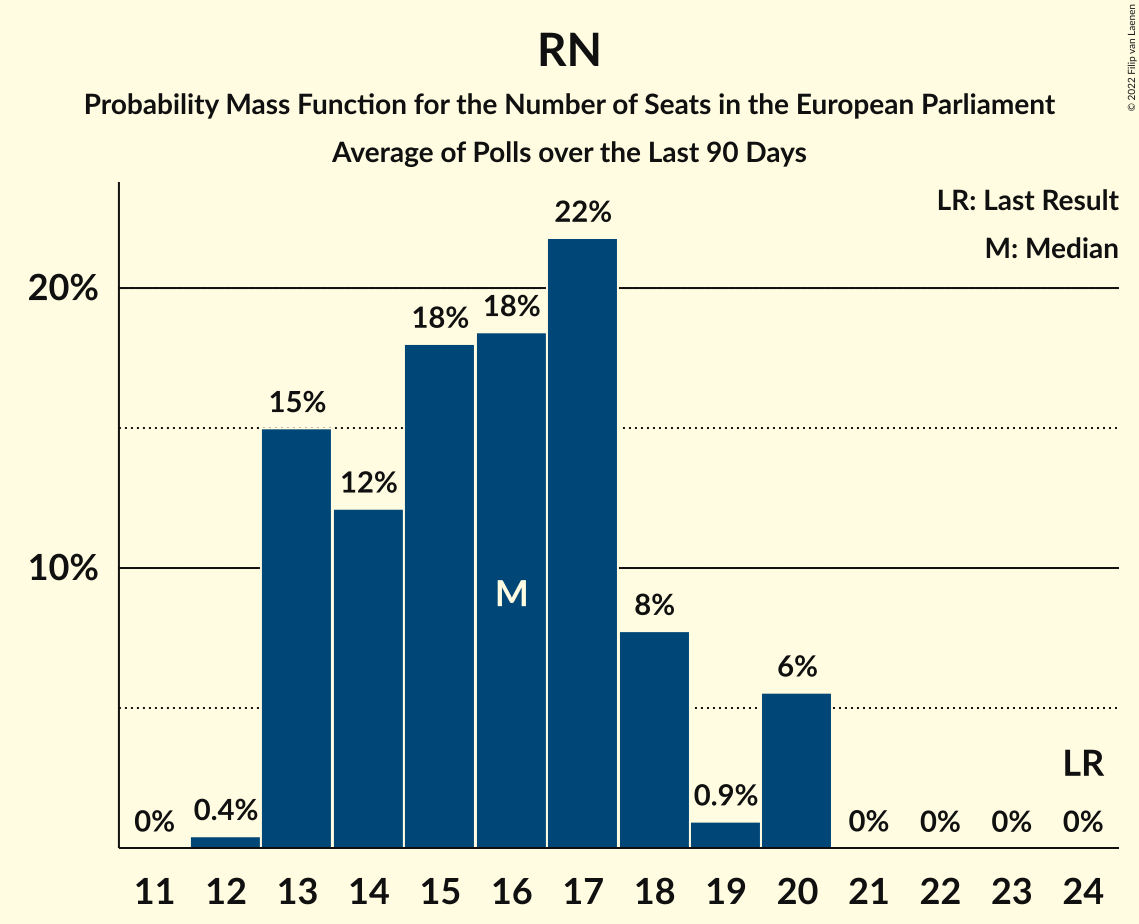 RN
Probability Mass Function for the Number of Seats in the European Parliament
Average of Polls over the Last 90 Days
© 2022 Filip van Laenen
LR: Last Result
M: Median
22%
20%
18%
18%
15%
12%
10%
M
8%
6%
LR
0%
0.4%
0.9%
0%
0%
0%
0%
11 12 13 14 15 16 17 18 19 20 21 22 23 24